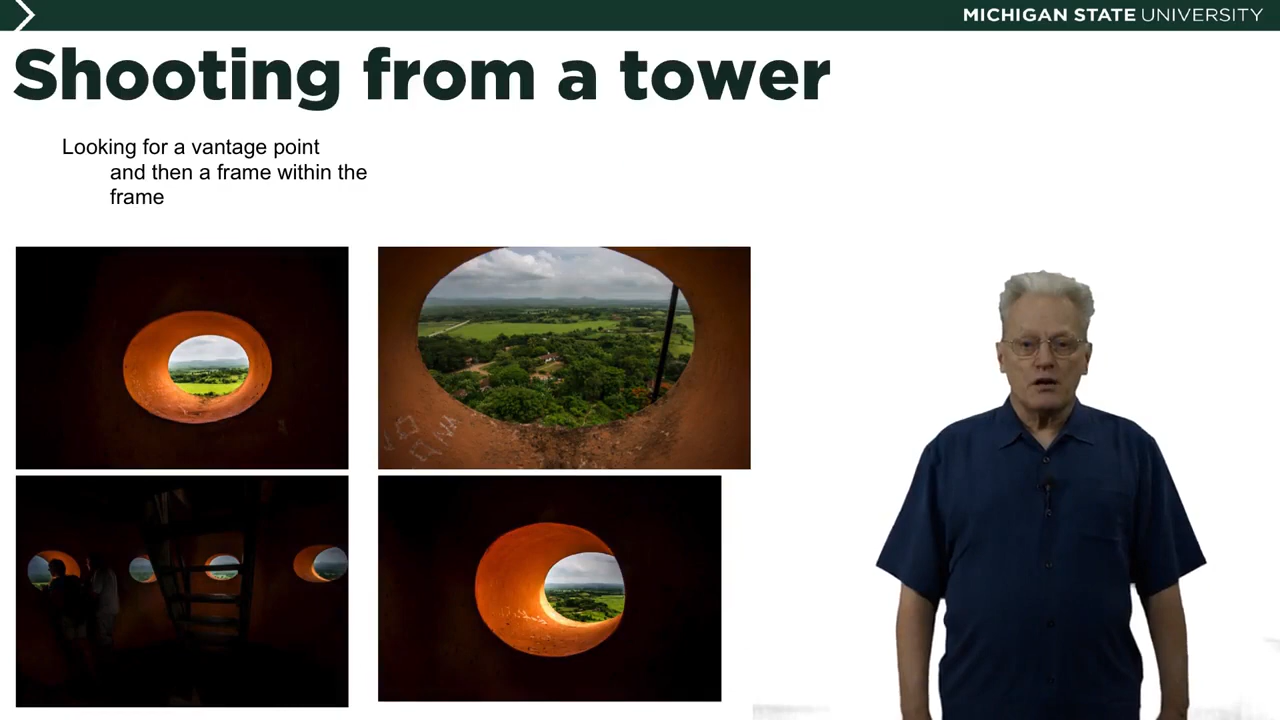 MICHIGAN STATE UNIVERSITY
Shooting from a tower
Looking for a vantage point
and then a frame within the
frame